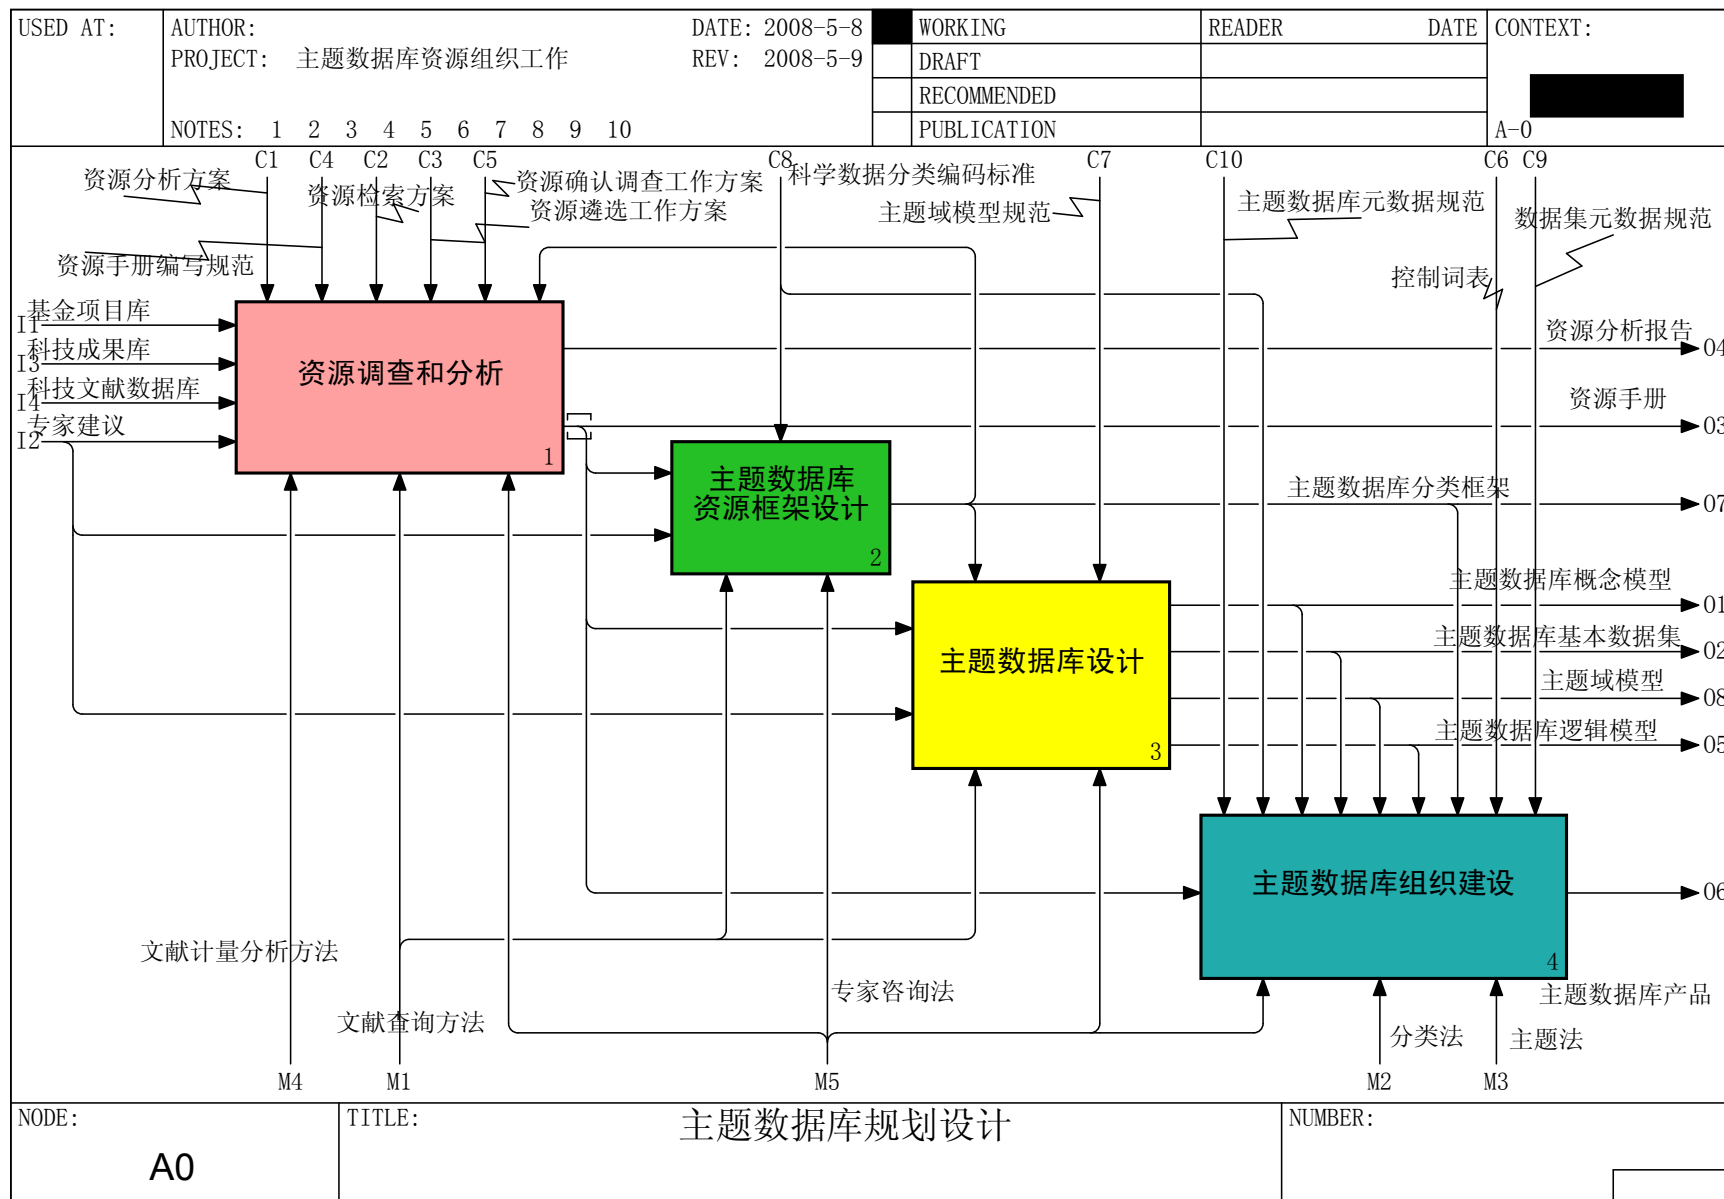 USED AT:
AUTHOR:
DATE: 2008-5-8
WORKING
READER
DATE
CONTEXT:
PROJECT: 主题数据库资源组织工作
REV: 2008-5-9
DRAFT
RECOMMENDED
NOTES: 1 2 3 4 5 6 7 8 9 10
PUBLICATION
A-0
C1 C4 C2 C3 C5 C8 C7 C10 C6 C9
资源分析方案
资源检索方案
资源确认调查工作方案
科学数据分类编码标准
资源遴选工作方案
主题域模型规范
主题数据库元数据规范
数据集元数据规范
资源手册编写规范
控制词表
基金项目库
I1
科技成果库
I3
科技文献数据库
I4
专家建议
I2
资源调查和分析
1
资源分析报告
O4
资源手册
O3
主题数据库
资源框架设计
2
主题数据库分类框架
O7
主题数据库概念模型
O1
主题数据库基本数据集
O2
主题数据库设计
3
主题域模型
O8
主题数据库逻辑模型
O5
主题数据库组织建设
4
O6
主题数据库产品
文献计量分析方法
文献查询方法
专家咨询法
分类法
主题法
M4 M1 M5 M2 M3
NODE:
A0
TITLE:
主题数据库规划设计
NUMBER: